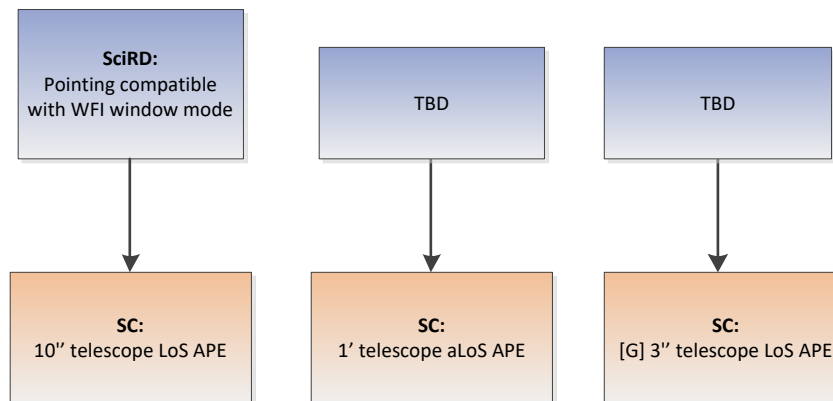 SciRD:
Pointing compatible
with WFI window mode
TBD
TBD
SC:
10'' telescope LoS APE
SC:
1’ telescope aLoS APE
SC:
[G] 3’’ telescope LoS APE